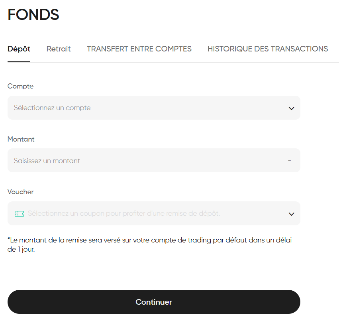 FONDS
Dépôt Retrait TRANSFERT ENTRE COMPTES HISTORIQUE DES TRANSACTIONS
Compte
Sélectionnez un compte
Montant
Saisissez un montant
Voucher
Sélectionnez un coupon pour profiter d'une remise de dépôt.
*Le montant de la remise sera versé sur votre compte de trading par défaut dans un délai
de 1 jour.
Continuer